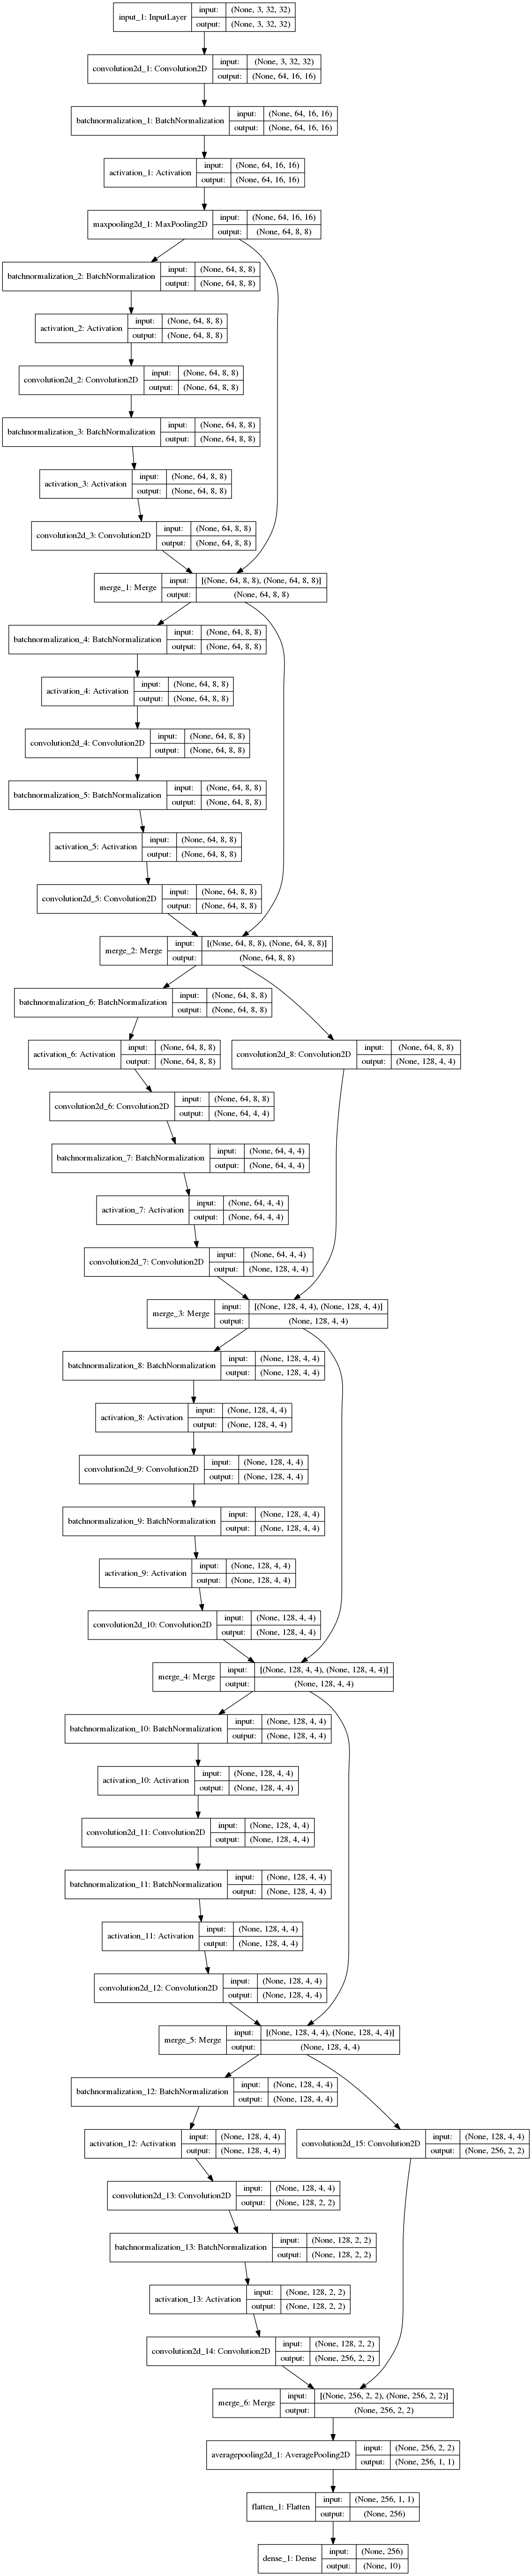 input_1: InputLayer
input: (None, 3, 32, 32)
output: (None, 3, 32, 32)
convolution2d_1: Convolution2D
input: (None, 3, 32, 32)
output: (None, 64, 16, 16)
batchnormalization_1: BatchNormalization
input: (None, 64, 16, 16)
output: (None, 64, 16, 16)
activation_1: Activation
input: (None, 64, 16, 16)
output: (None, 64, 16, 16)
maxpooling2d_1: MaxPooling2D
input: (None, 64, 16, 16)
output: (None, 64, 8, 8)
batchnormalization_2: BatchNormalization
input: (None, 64, 8, 8)
output: (None, 64, 8, 8)
activation_2: Activation
input: (None, 64, 8, 8)
output: (None, 64, 8, 8)
convolution2d_2: Convolution2D
input: (None, 64, 8, 8)
output: (None, 64, 8, 8)
batchnormalization_3: BatchNormalization
input: (None, 64, 8, 8)
output: (None, 64, 8, 8)
activation_3: Activation
input: (None, 64, 8, 8)
output: (None, 64, 8, 8)
convolution2d_3: Convolution2D
input: (None, 64, 8, 8)
output: (None, 64, 8, 8)
merge_1: Merge
input: [(None, 64, 8, 8), (None, 64, 8, 8)]
output: (None, 64, 8, 8)
batchnormalization_4: BatchNormalization
input: (None, 64, 8, 8)
output: (None, 64, 8, 8)
activation_4: Activation
input: (None, 64, 8, 8)
output: (None, 64, 8, 8)
convolution2d_4: Convolution2D
input: (None, 64, 8, 8)
output: (None, 64, 8, 8)
batchnormalization_5: BatchNormalization
input: (None, 64, 8, 8)
output: (None, 64, 8, 8)
activation_5: Activation
input: (None, 64, 8, 8)
output: (None, 64, 8, 8)
convolution2d_5: Convolution2D
input: (None, 64, 8, 8)
output: (None, 64, 8, 8)
merge_2: Merge
input: [(None, 64, 8, 8), (None, 64, 8, 8)]
output: (None, 64, 8, 8)
batchnormalization_6: BatchNormalization
input: (None, 64, 8, 8)
output: (None, 64, 8, 8)
activation_6: Activation
input: (None, 64, 8, 8)
output: (None, 64, 8, 8)
convolution2d_8: Convolution2D
input: (None, 64, 8, 8)
output: (None, 128, 4, 4)
convolution2d_6: Convolution2D
input: (None, 64, 8, 8)
output: (None, 64, 4, 4)
batchnormalization_7: BatchNormalization
input: (None, 64, 4, 4)
output: (None, 64, 4, 4)
activation_7: Activation
input: (None, 64, 4, 4)
output: (None, 64, 4, 4)
convolution2d_7: Convolution2D
input: (None, 64, 4, 4)
output: (None, 128, 4, 4)
merge_3: Merge
input: [(None, 128, 4, 4), (None, 128, 4, 4)]
output: (None, 128, 4, 4)
batchnormalization_8: BatchNormalization
input: (None, 128, 4, 4)
output: (None, 128, 4, 4)
activation_8: Activation
input: (None, 128, 4, 4)
output: (None, 128, 4, 4)
convolution2d_9: Convolution2D
input: (None, 128, 4, 4)
output: (None, 128, 4, 4)
batchnormalization_9: BatchNormalization
input: (None, 128, 4, 4)
output: (None, 128, 4, 4)
activation_9: Activation
input: (None, 128, 4, 4)
output: (None, 128, 4, 4)
convolution2d_10: Convolution2D
input: (None, 128, 4, 4)
output: (None, 128, 4, 4)
merge_4: Merge
input: [(None, 128, 4, 4), (None, 128, 4, 4)]
output: (None, 128, 4, 4)
batchnormalization_10: BatchNormalization
input: (None, 128, 4, 4)
output: (None, 128, 4, 4)
activation_10: Activation
input: (None, 128, 4, 4)
output: (None, 128, 4, 4)
convolution2d_11: Convolution2D
input: (None, 128, 4, 4)
output: (None, 128, 4, 4)
batchnormalization_11: BatchNormalization
input: (None, 128, 4, 4)
output: (None, 128, 4, 4)
activation_11: Activation
input: (None, 128, 4, 4)
output: (None, 128, 4, 4)
convolution2d_12: Convolution2D
input: (None, 128, 4, 4)
output: (None, 128, 4, 4)
merge_5: Merge
input: [(None, 128, 4, 4), (None, 128, 4, 4)]
output: (None, 128, 4, 4)
batchnormalization_12: BatchNormalization
input: (None, 128, 4, 4)
output: (None, 128, 4, 4)
activation_12: Activation
input: (None, 128, 4, 4)
output: (None, 128, 4, 4)
convolution2d_15: Convolution2D
input: (None, 128, 4, 4)
output: (None, 256, 2, 2)
convolution2d_13: Convolution2D
input: (None, 128, 4, 4)
output: (None, 128, 2, 2)
batchnormalization_13: BatchNormalization
input: (None, 128, 2, 2)
output: (None, 128, 2, 2)
activation_13: Activation
input: (None, 128, 2, 2)
output: (None, 128, 2, 2)
convolution2d_14: Convolution2D
input: (None, 128, 2, 2)
output: (None, 256, 2, 2)
merge_6: Merge
input: [(None, 256, 2, 2), (None, 256, 2, 2)]
output: (None, 256, 2, 2)
averagepooling2d_1: AveragePooling2D
input: (None, 256, 2, 2)
output: (None, 256, 1, 1)
flatten_1: Flatten
input: (None, 256, 1, 1)
output: (None, 256)
dense_1: Dense
input: (None, 256)
output: (None, 10)